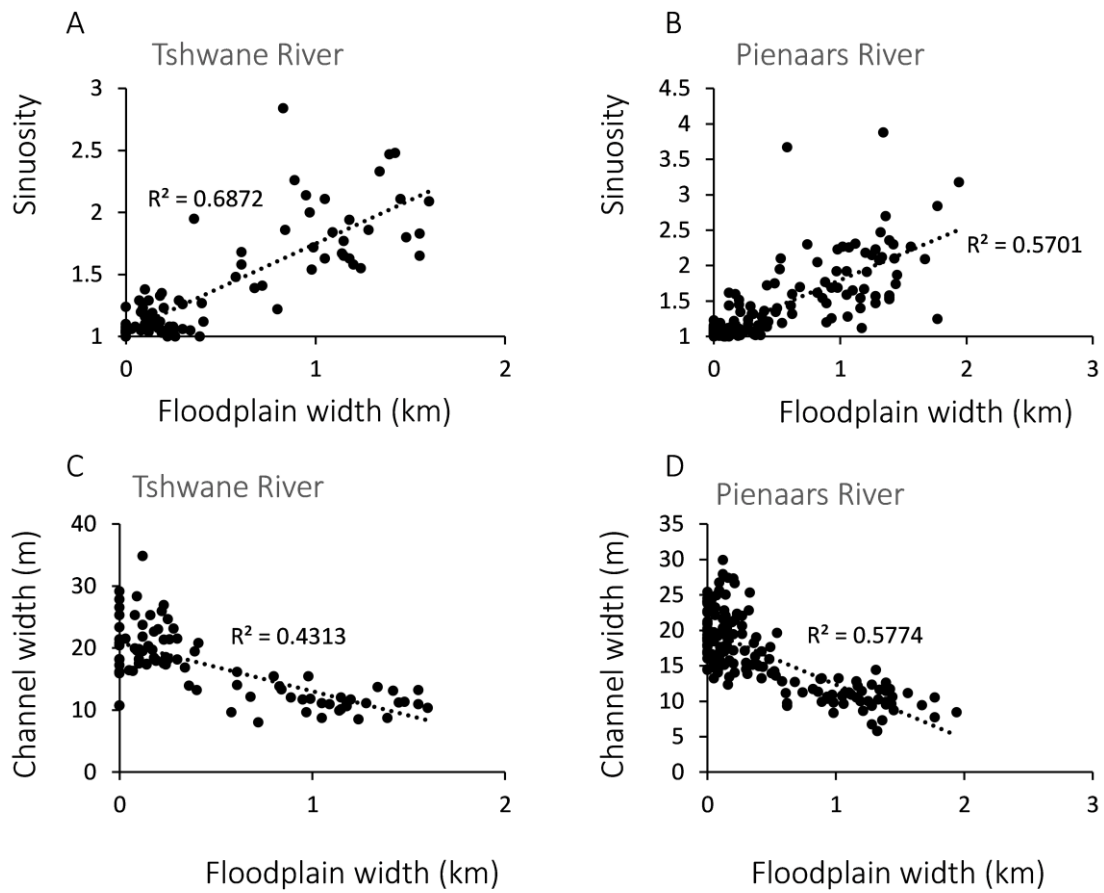 A
Tshwane River
Sinuosity
3
2.5
2
1.5
1
R² = 0.6872
0
1
2
Floodplain width (km)
B
Pienaars River
Sinuosity
4.5
4
3.5
3
2.5
2
1.5
1
R² = 0.5701
0
1
2
3
Floodplain width (km)
C
Tshwane River
Channel width (m)
40
30
20
10
0
R² = 0.4313
0
1
2
Floodplain width (km)
D
Pienaars River
Channel width (m)
35
30
25
20
15
10
5
0
R² = 0.5774
0
1
2
3
Floodplain width (km)